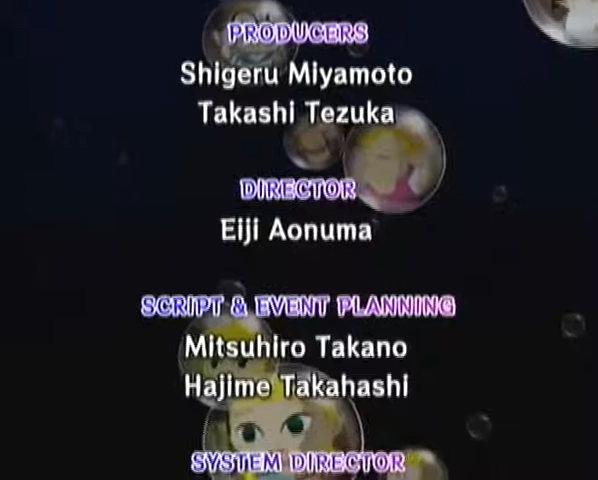 PRODUCERS
Shigeru Miyamoto
Takashi Tezuka
DIRECTOR
Eiji Aonuma
SCRIPT & EVENT PLANNING
Mitsuhiro Takano
Hajime Takahashi
SYSTEM DIRECTOR